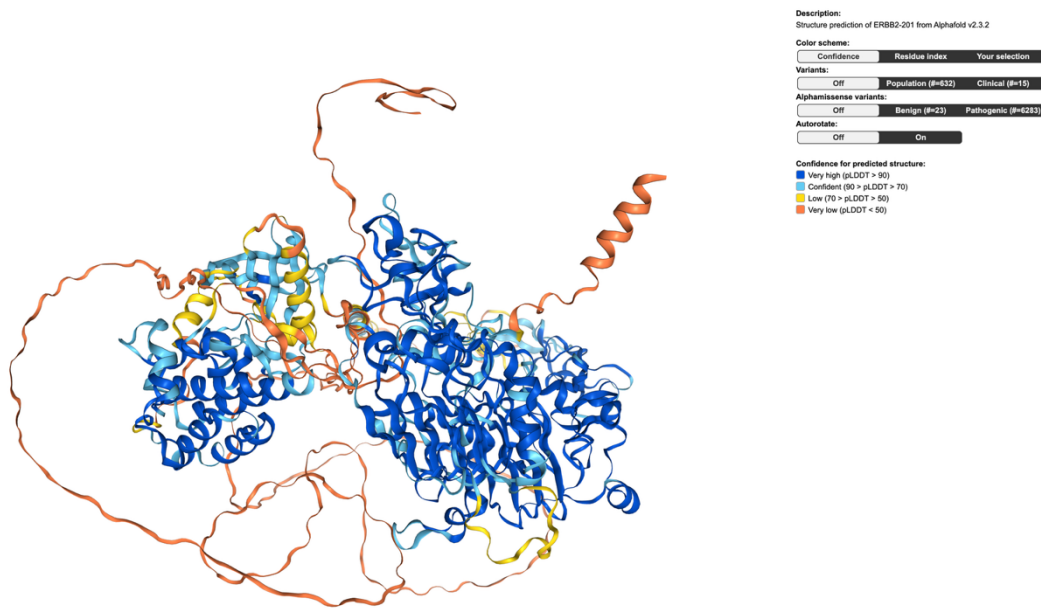 Description:
Structure prediction of ERBB2-201 from Alphafold v2.3.2
Color scheme:
Confidence Residue index Your selection
Variants:
Off Population (#=632) Clinical (#=15)
Alphamissense variants:
Off Benign (#=23) Pathogenic (#=6283)
Autorotate:
Off On
Confidence for predicted structure:
Very high (pLDDT > 90)
Confident (90 > pLDDT > 70)
Low (70 > pLDDT > 50)
Very low (pLDDT < 50)